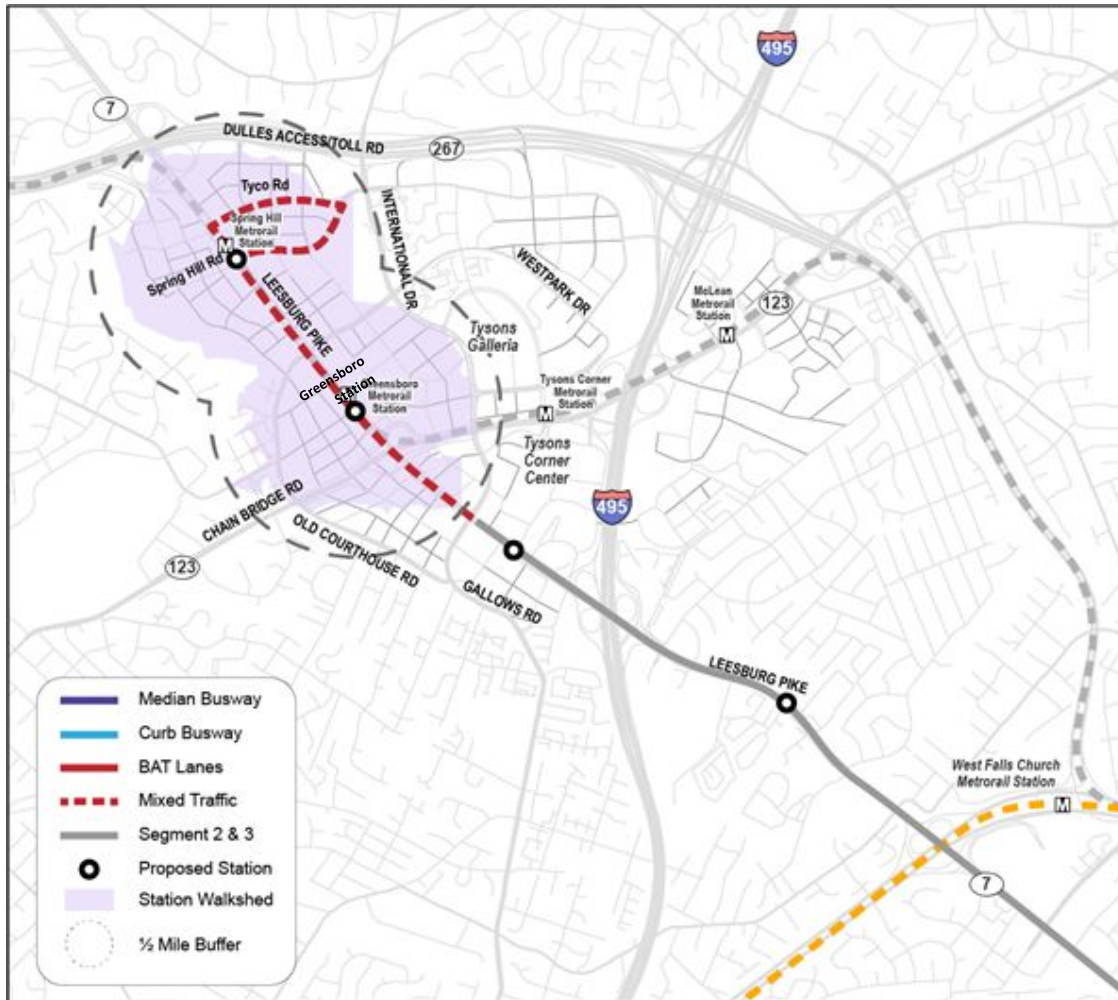 495
7
DULLES ACCESS/TOLL RD
267
Tyco Rd
Spring Hill
Metrorail
Station
M
Spring Hill Rd
INTERNATIONAL DR
LEESBURG PIKE
WESTPARK DR
McLean
Metrorail
Station
123
M
Tysons
Galleria
Greensboro
Station
Greensboro
Metrorail
Station
Tysons Corner
Metrorail
Station
M
Tysons
Corner
Center
495
CHAIN BRIDGE RD
OLD COURTHOUSE RD
123
GALLOWS RD
LEESBURG PIKE
West Falls Church
Metrorail Station
M
7
Median Busway
Curb Busway
BAT Lanes
Mixed Traffic
Segment 2 & 3
Proposed Station
Station Walkshed
½ Mile Buffer